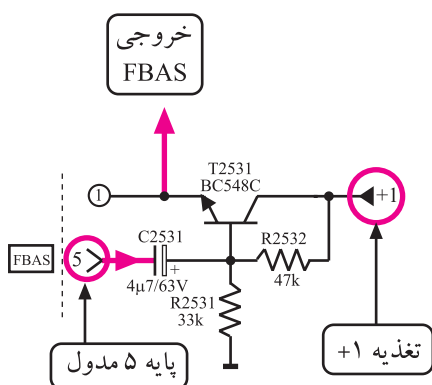 خروجی
FBAS
T2531
BC548C
1
+1
FBAS
5
C2531
+
4µ7/63V
R2532
47k
R2531
33k
پایه ۵ مدول
تغذیه ۱+